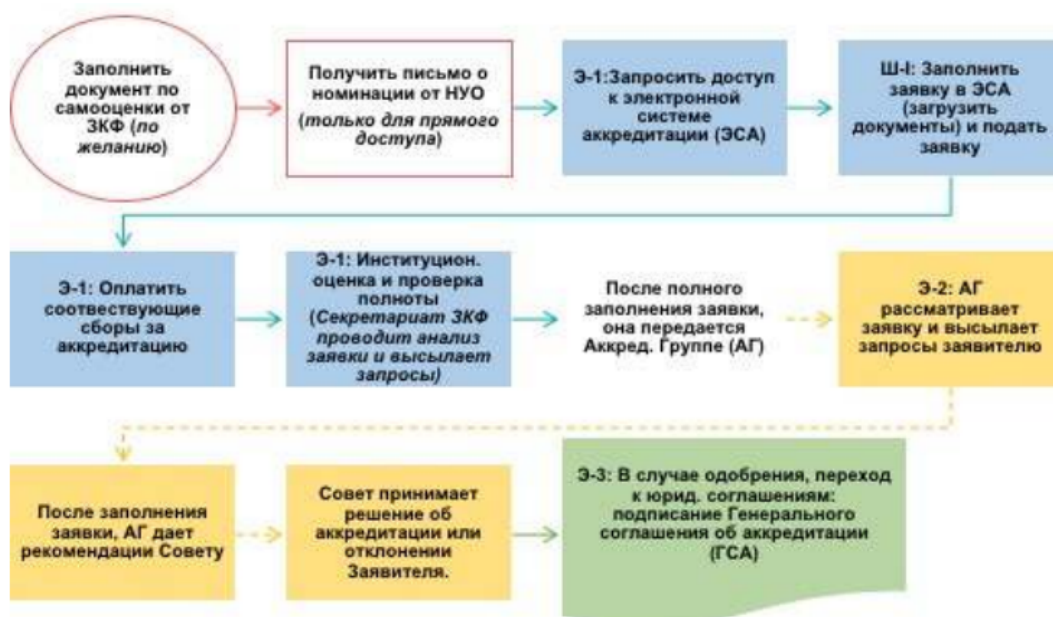 Заполнить
документ по
самооценки от
ЗКФ (по
желанию)
Получить письмо о
номинации от НУО
(только для прямого
доступа)
Э-1:Запросить доступ
к электронной
системе
аккредитации (ЭСА)
Ш-I: Заполнить
заявку в ЭСА
(загрузить
документы) и подать
заявку
Э-1: Оплатить
соотвествующие
сборы за
аккредитацию
Э-1: Институцион.
оценка и проверка
полноты
(Секретариат ЗКФ
проводит анализ
заявки и высылает
запросы)
После полного
заполнения заявки,
она передается
Аккред. Группе (АГ)
Э-2: АГ
рассматривает
заявку и высылает
запросы заявителю
После заполнения
заявки, АГ дает
рекомендации Совету
Совет принимает
решение об
аккредитации или
отклонении
Заявителя.
Э-3: В случае одобрения, переход
к юрид. соглашениям:
подписание Генерального
соглашения об аккредитации
(ГСА)